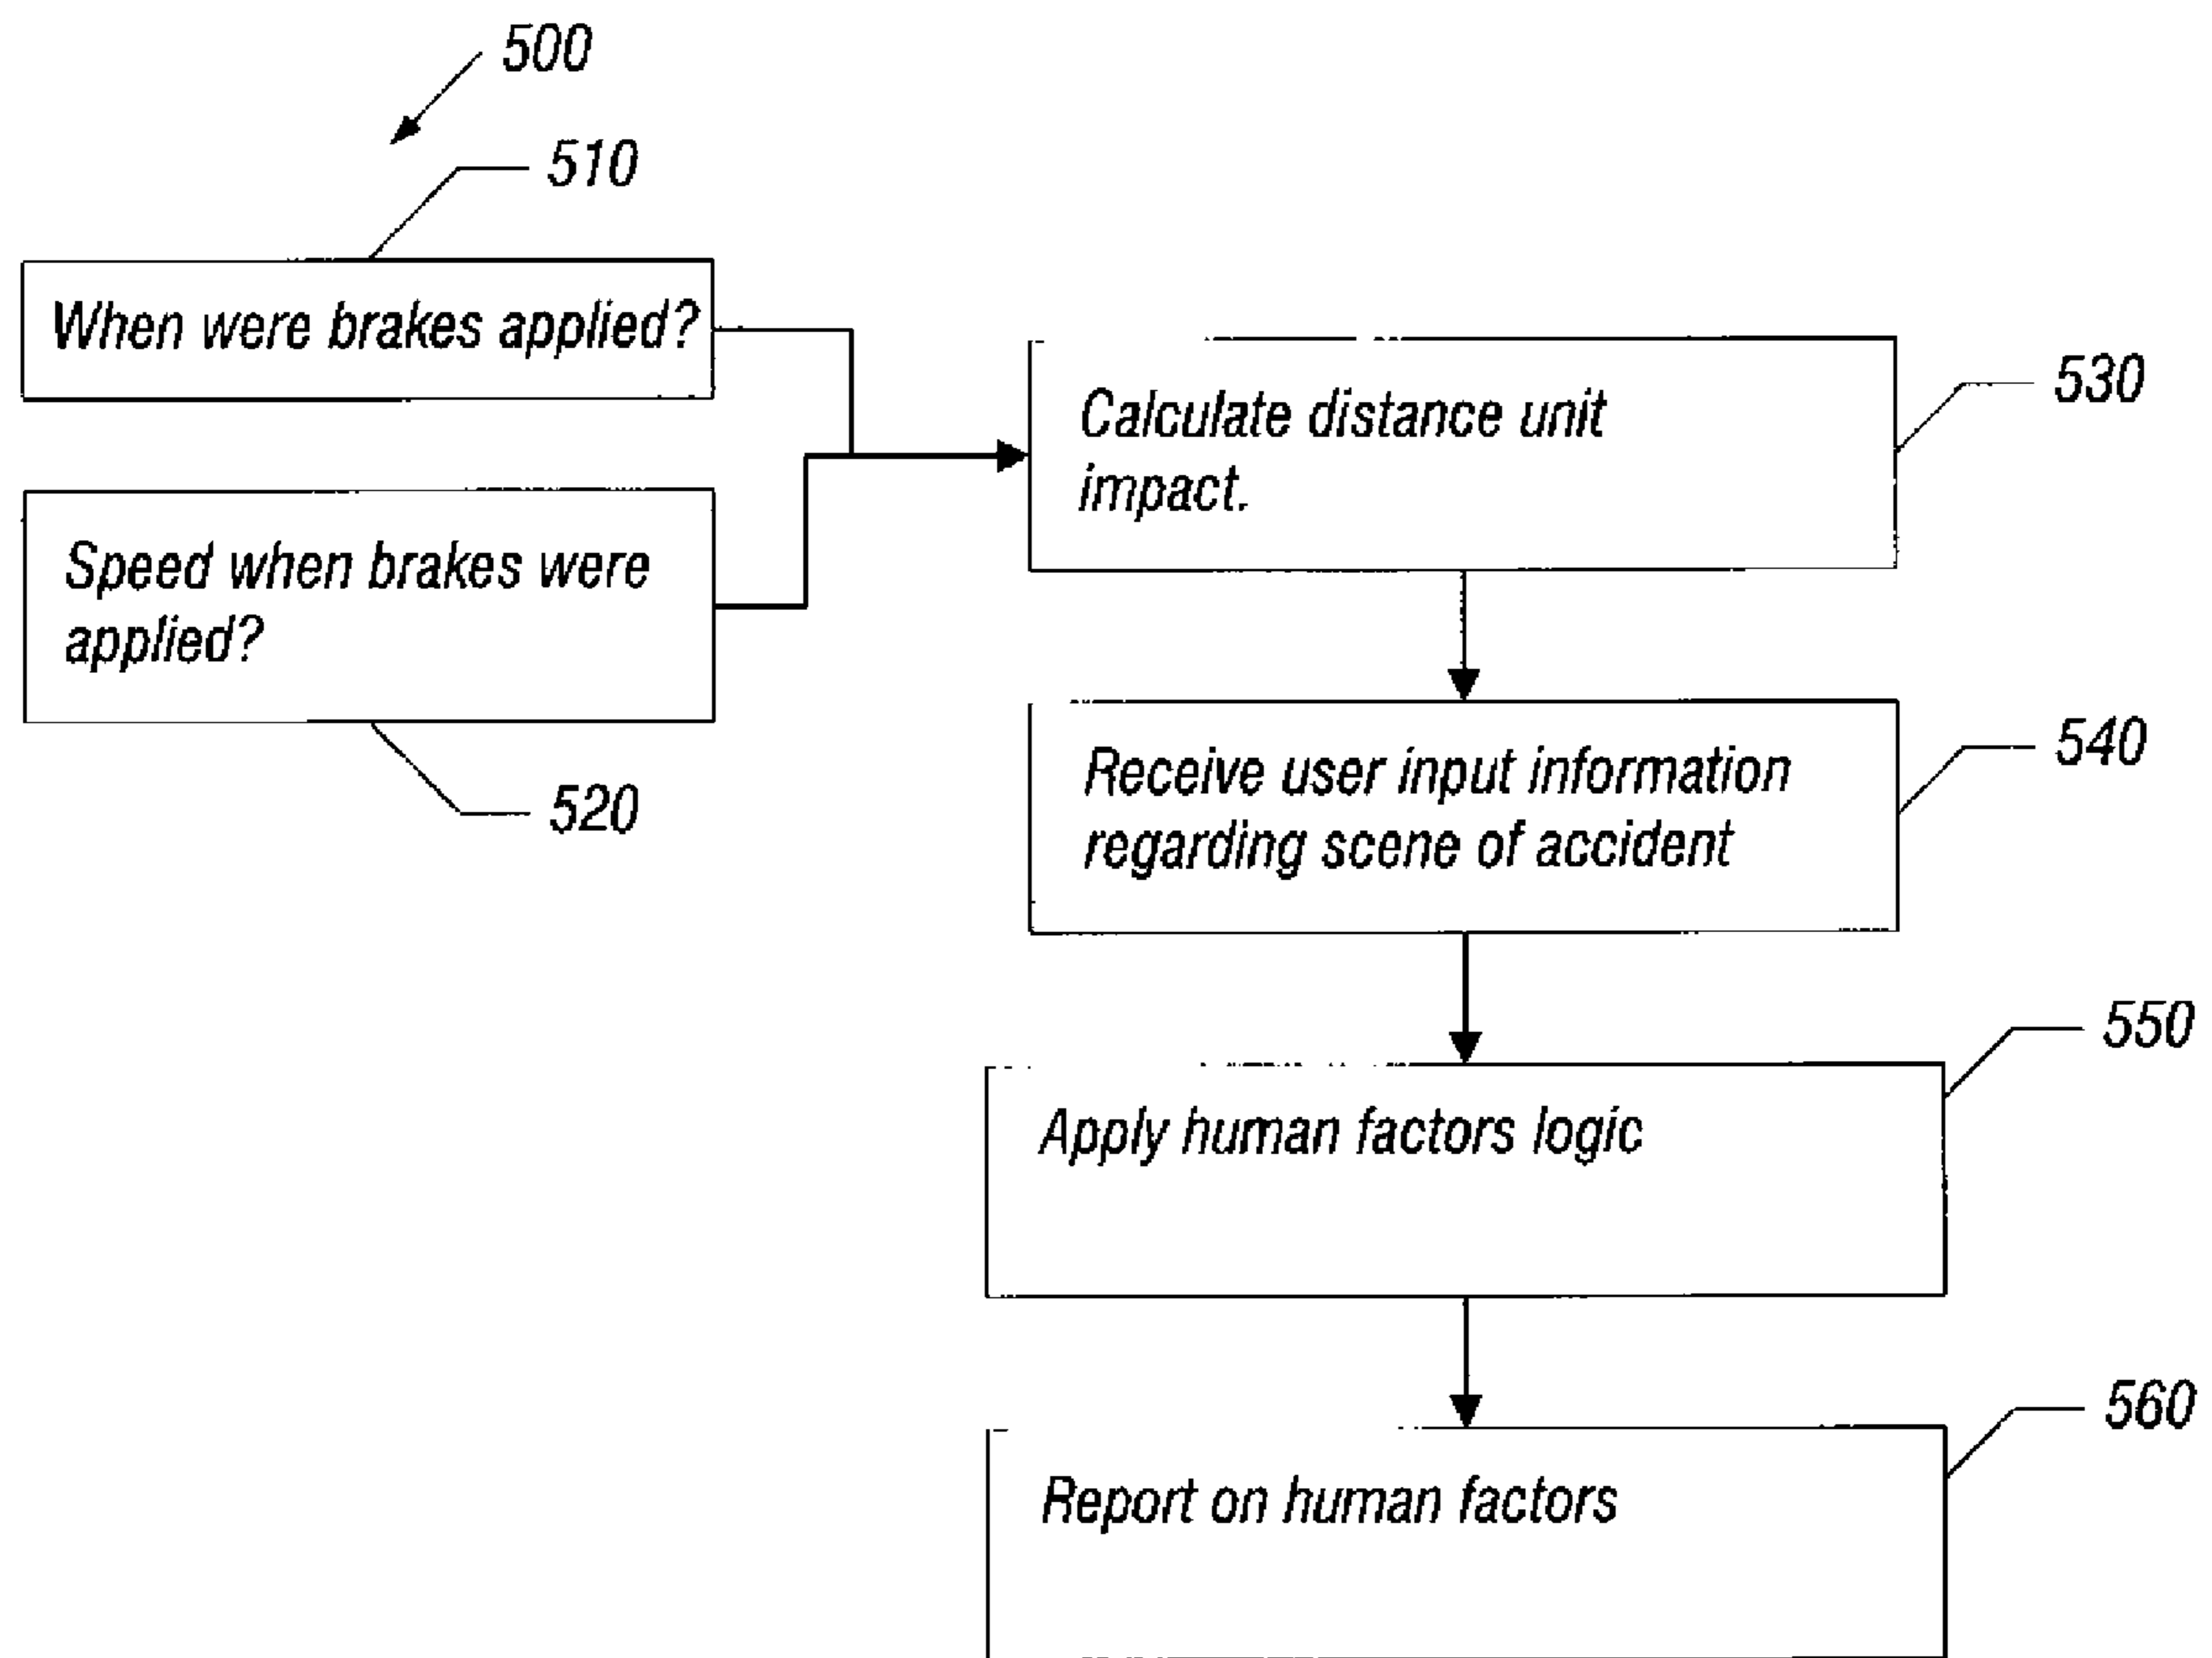 500
510
When were brakes applied?
Speed when brakes were
applied?
520
Calculate distance unit
impact.
530
Receive user input information
regarding scene of accident
540
Apply human factors logic
550
Report on human factors
560